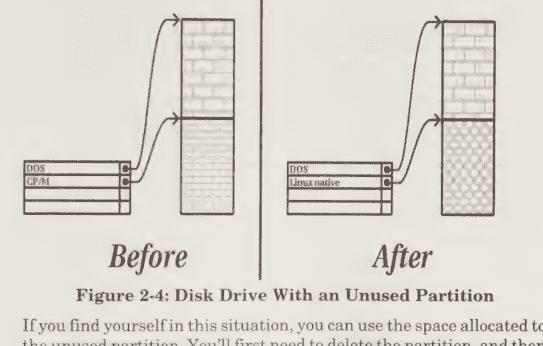 DOS
CP/M
DOS
Linux native
Before
After
Figure 2-4: Disk Drive With an Unused Partition
If you find yourself in this situation, you can use the space allocated to
the unused partition. You'll first need to delete the partition, and then